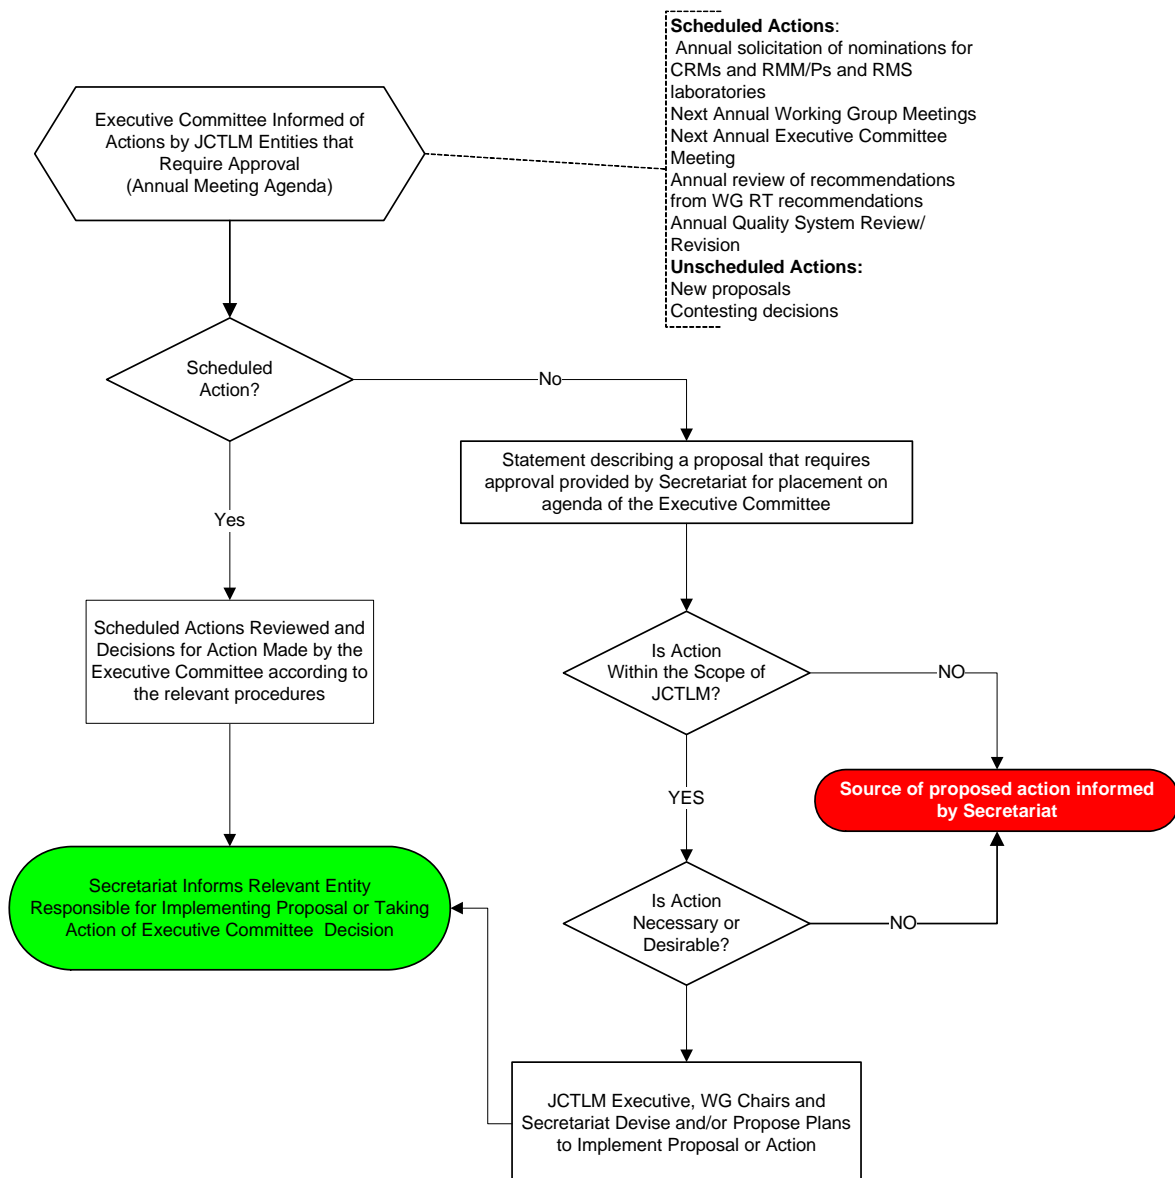 Scheduled Actions:
Annual solicitation of nominations for
CRMs and RMM/Ps and RMS
laboratories
Next Annual Working Group Meetings
Next Annual Executive Committee
Meeting
Annual review of recommendations
from WG RT recommendations
Annual Quality System Review/
Revision
Unscheduled Actions:
New proposals
Contesting decisions
Executive Committee Informed of
Actions by JCTLM Entities that
Require Approval
(Annual Meeting Agenda)
Scheduled
Action?
No
Yes
Statement describing a proposal that requires
approval provided by Secretariat for placement on
agenda of the Executive Committee
Scheduled Actions Reviewed and
Decisions for Action Made by the
Executive Committee according to
the relevant procedures
Is Action
Within the Scope of
JCTLM?
NO
YES
Source of proposed action informed
by Secretariat
Secretariat Informs Relevant Entity
Responsible for Implementing Proposal or Taking
Action of Executive Committee  Decision
Is Action
Necessary or
Desirable?
NO
JCTLM Executive, WG Chairs and
Secretariat Devise and/or Propose Plans
to Implement Proposal or Action